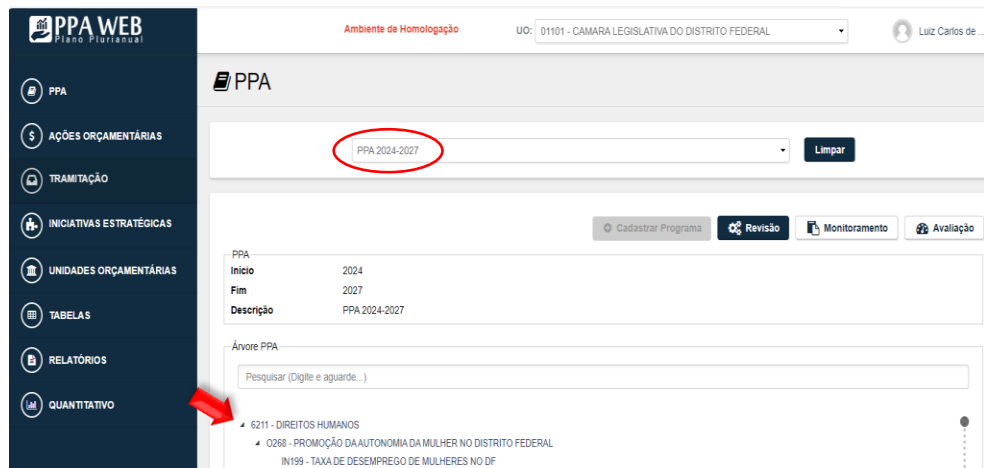 PPA WEB
Plano Plurianual
Ambiente de Homologação
UO:
01101 - CAMARA LEGISLATIVA DO DISTRITO FEDERAL
Luiz Carlos de ...
PPA
AÇÕES ORÇAMENTÁRIAS
TRAMITAÇÃO
INICIATIVAS ESTRATÉGICAS
UNIDADES ORÇAMENTÁRIAS
TABELAS
RELATÓRIOS
QUANTITATIVO
PPA
PPA 2024-2027
Limpar
Cadastrar Programa
Revisão
Monitoramento
Avaliação
PPA
Início 2024
Fim 2027
Descrição PPA 2024-2027
Árvore PPA
Pesquisar (Digite e aguarde...)
6211 - DIREITOS HUMANOS
O268 - PROMOÇÃO DA AUTONOMIA DA MULHER NO DISTRITO FEDERAL
IN199 - TAXA DE DESEMPREGO DE MULHERES NO DF